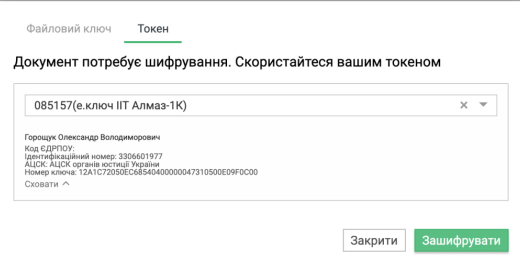 Файловий ключ Токен
Документ потребує шифрування. Скористайтеся вашим токеном
085157(е.ключ ІІТ Алмаз-1К)
Горощук Олександр Володимирович
Код ЄДРПОУ:
Ідентифікаційний номер: 3306601977
АЦСК: АЦСК органів юстиції України
Номер ключа: 12A1C72050EC68540400000047310500E09F0C00
Сховати
Закрити Зашифрувати